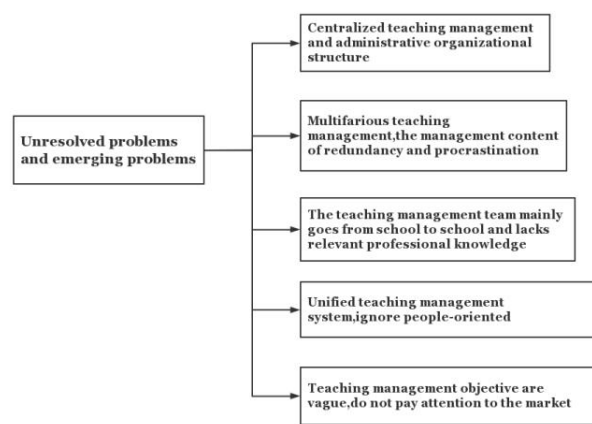 Unresolved problems
and emerging problems
Centralized teaching management
and administrative organizational
structure
Multifarious teaching
management,the management content
of redundancy and procrastination
The teaching management team mainly
goes from school to school and lacks
relevant professional knowledge
Unified teaching management
system,ignore people-oriented
Teaching management objective are
vague,do not pay attention to the market